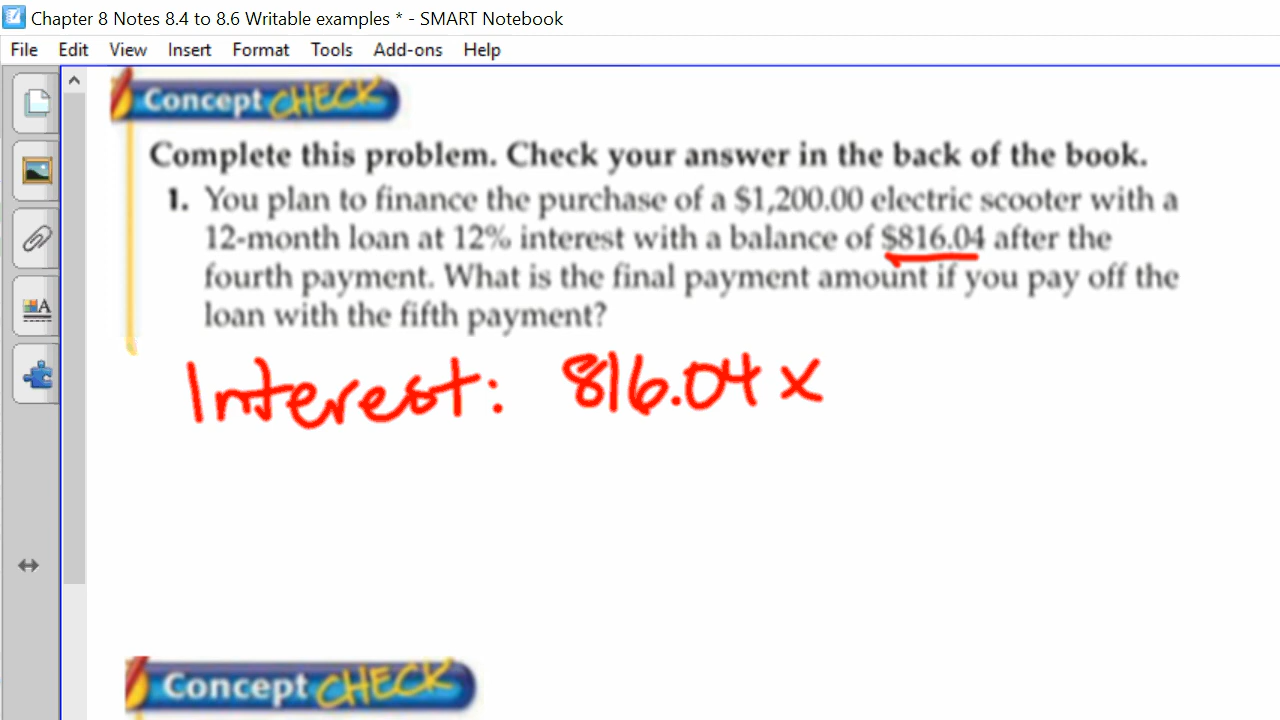 Chapter 8 Notes 8.4 to 8.6 Writable examples * - SMART Notebook
File Edit View Insert Format Tools Add-ons Help
Concept CHECK
Complete this problem. Check your answer in the back of the book.
1. You plan to finance the purchase of a $1,200.00 electric scooter with a
12-month loan at 12% interest with a balance of $816.04 after the
fourth payment. What is the final payment amount if you pay off the
loan with the fifth payment?
Interest: 816.04 x
Concept CHECK